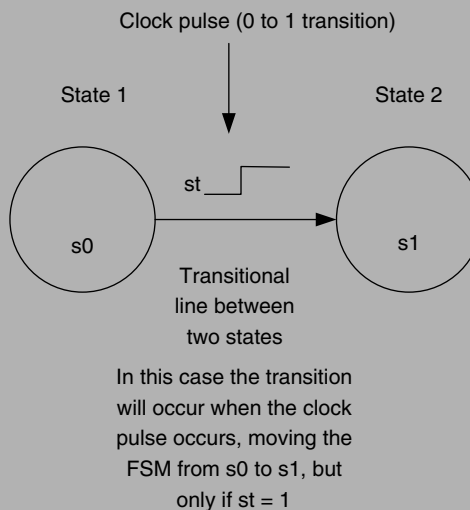 Clock pulse (0 to 1 transition)
State 1
State 2
st
s0
s1
Transitional
line between
two states
In this case the transition
will occur when the clock
pulse occurs, moving the
FSM from s0 to s1, but
only if st = 1